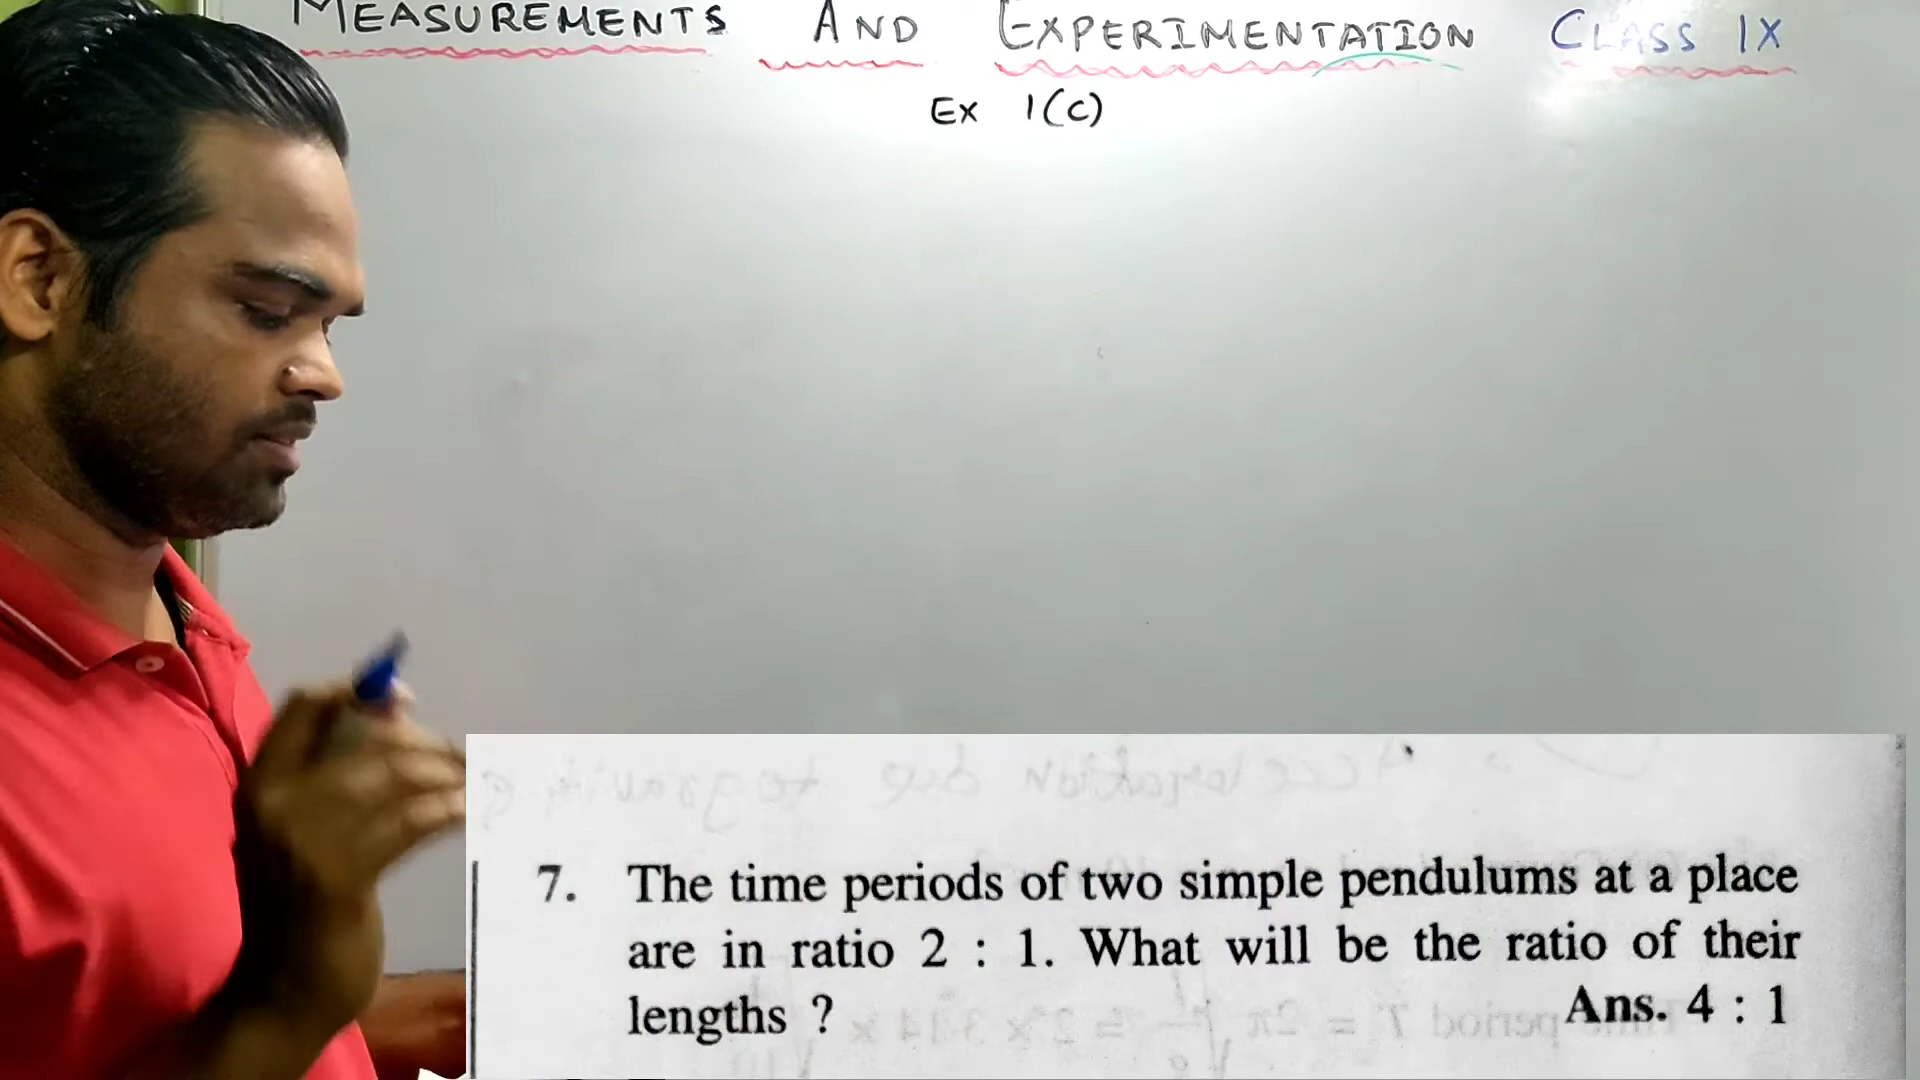 MEASUREMENTS AND EXPERIMENTATION CLASS IX
Ex 1(C)
7. The time periods of two simple pendulums at a place
are in ratio 2 : 1. What will be the ratio of their
lengths ? Ans. 4 : 1